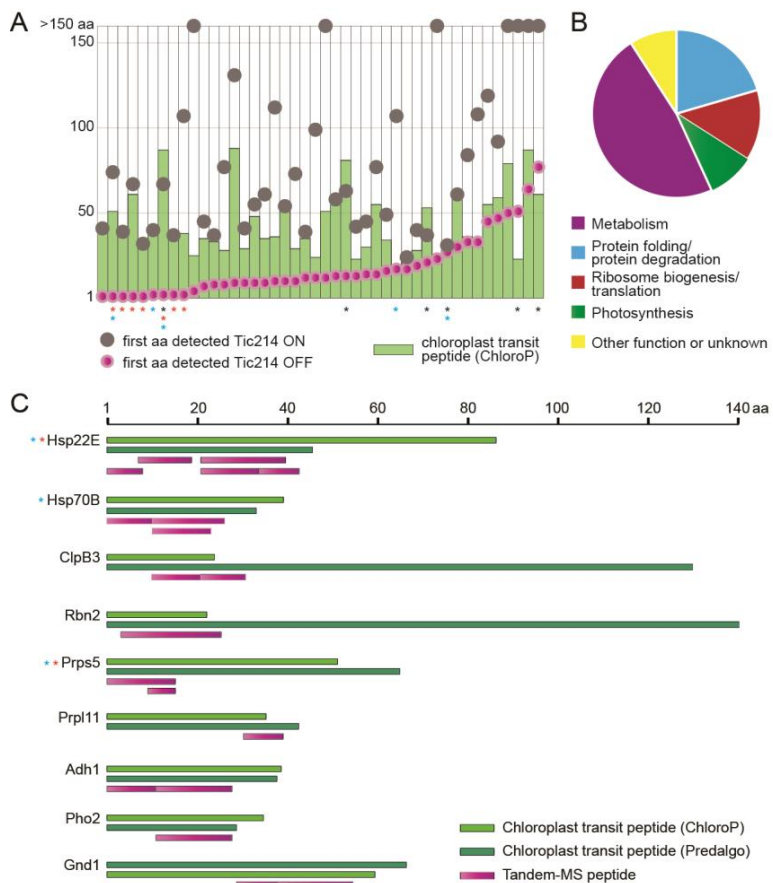 A
>150 aa
150
100
50
1
* * * * * * * * * * * * *
* * *
*
first aa detected Tic214 ON
first aa detected Tic214 OFF
chloroplast transit
peptide (ChloroP)
B
Metabolism
Protein folding/
protein degradation
Ribosome biogenesis/
translation
Photosynthesis
Other function or unknown
C
1 20 40 60 80 100 120 140 aa
* * Hsp22E
* Hsp70B
ClpB3
Rbn2
* * Prps5
Prpl11
Adh1
Pho2
Gnd1
Chloroplast transit peptide (ChloroP)
Chloroplast transit peptide (Predalgo)
Tandem-MS peptide